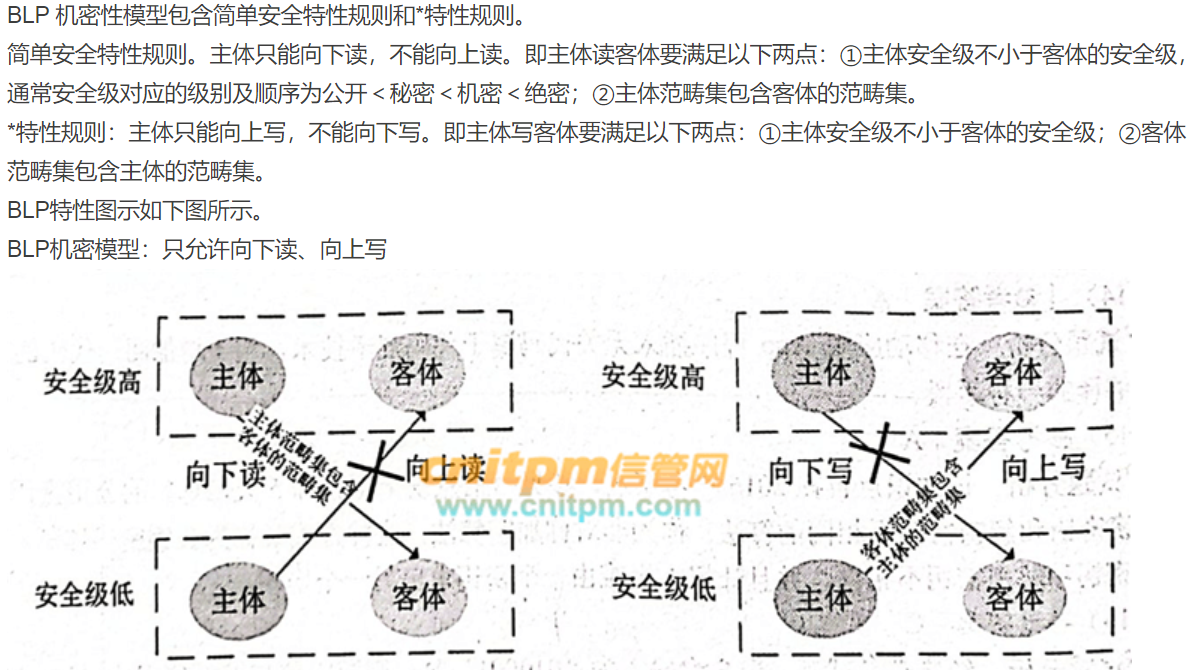 BLP 机密性模型包含简单安全特性规则和*特性规则。
简单安全特性规则。主体只能向下读，不能向上读。即主体读客体要满足以下两点：①主体安全级不小于客体的安全级，
通常安全级对应的级别及顺序为公开＜秘密＜机密＜绝密；②主体范畴集包含客体的范畴集。
*特性规则：主体只能向上写，不能向下写。即主体写客体要满足以下两点：①主体安全级不小于客体的安全级；②客体
范畴集包含主体的范畴集。
BLP特性图示如下图所示。
BLP机密模型：只允许向下读、向上写
安全级高
主体
客体
主体范畴集包含
客体的范畴集
向下读
向上读
安全级低
主体
客体
安全级高
主体
客体
向下写
向上写
客体范畴集包含
主体的范畴集
安全级低
主体
客体
cnitpm信管网
www.cnitpm.com